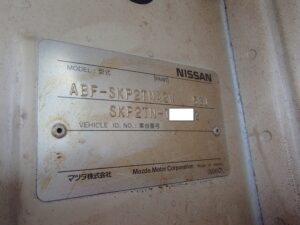 MODEL:型式 NISSAN
ABF-SKP2TN
SKP2TN-
VEHICLE ID. NO.:車台番号
マツダ株式会社 Mazda Motor Corporation